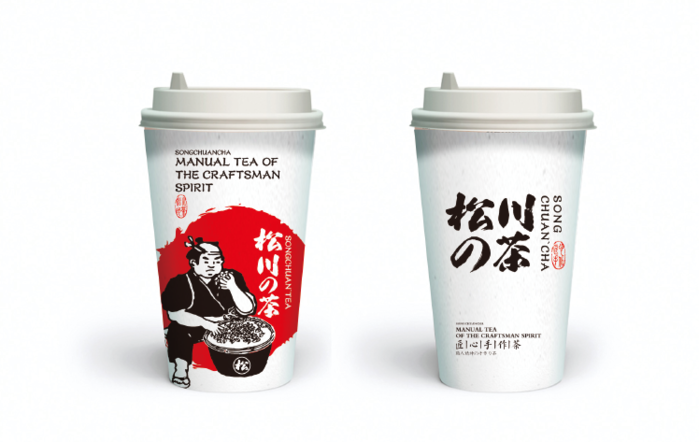 SONGCHUANCHA
MANUAL TEA OF
THE CRAFTSMAN
SPIRIT
松川の茶
SONGCHUAN TEA
松
松川
の茶
SONG
CHUAN CHA
SONGCHUANCHA
MANUAL TEA
OF THE CRAFTSMAN SPIRIT
匠|心|手|作|茶